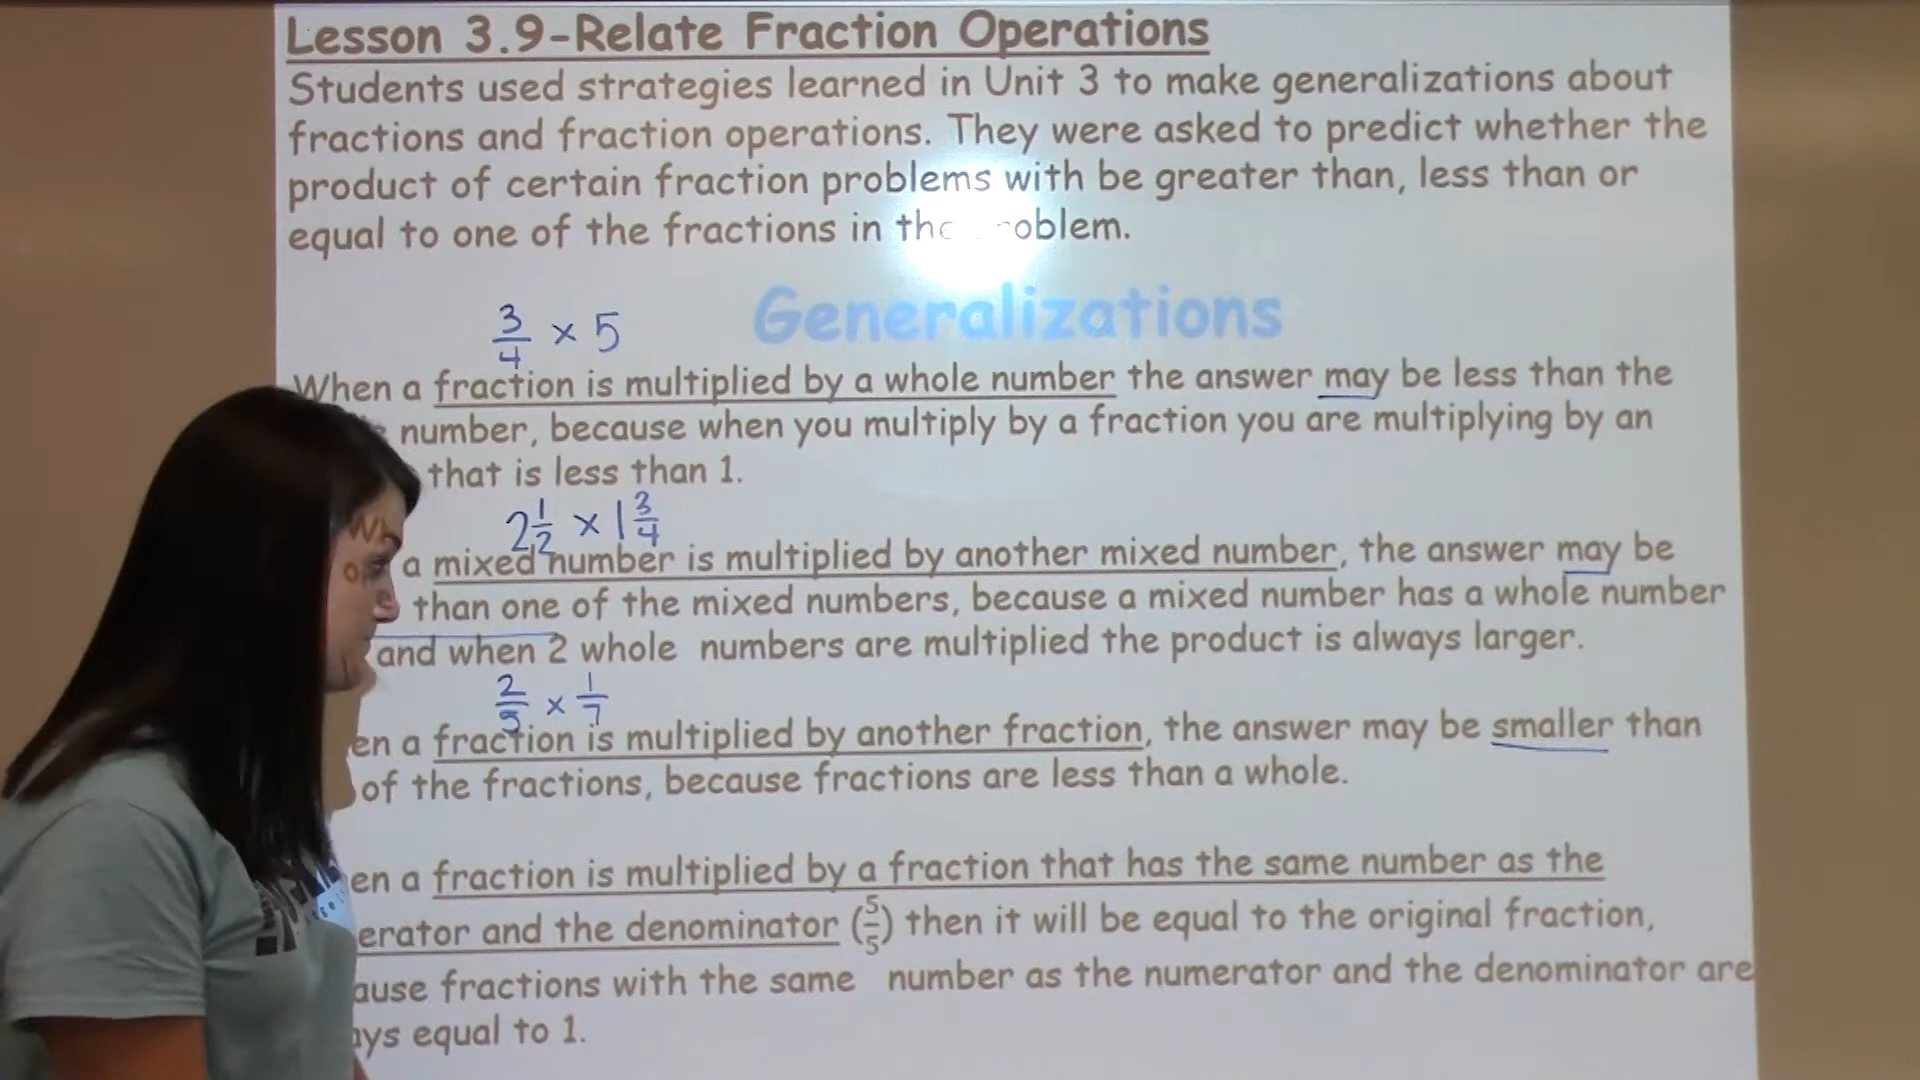 Lesson 3.9-Relate Fraction Operations
Students used strategies learned in Unit 3 to make generalizations about
fractions and fraction operations. They were asked to predict whether the
product of certain fraction problems with be greater than, less than or
equal to one of the fractions in the
Generalizations
3/4 × 5
When a fraction is multiplied by a whole number the answer may be less than the
number, because when you multiply by a fraction you are multiplying by an
that is less than 1.
2 1/2 × 1 3/4
a mixed number is multiplied by another mixed number, the answer may be
than one of the mixed numbers, because a mixed number has a whole number
and when 2 whole numbers are multiplied the product is always larger.
2/5 × 1/7
a fraction is multiplied by another fraction, the answer may be smaller than
of the fractions, because fractions are less than a whole.
a fraction is multiplied by a fraction that has the same number as the
and the denominator (5/5) then it will be equal to the original fraction,
fractions with the same number as the numerator and the denominator are
equal to 1.